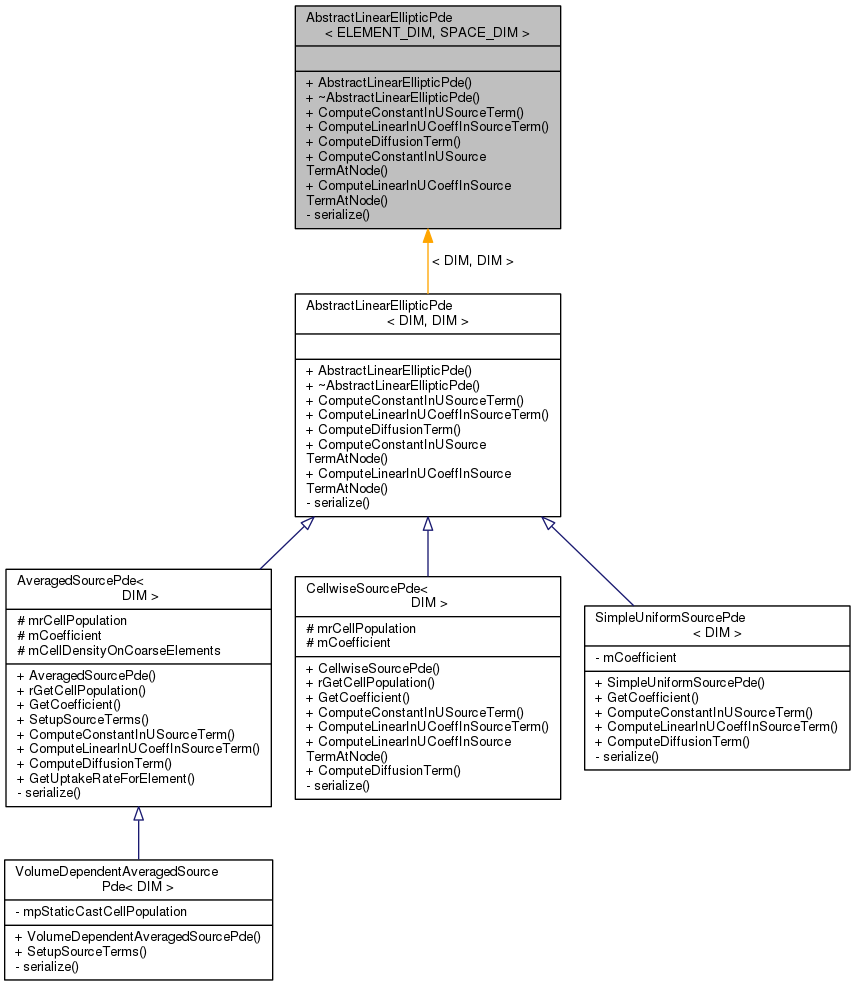 AbstractLinearEllipticPde
< ELEMENT_DIM, SPACE_DIM >
+ AbstractLinearEllipticPde()
+ ~AbstractLinearEllipticPde()
+ ComputeConstantInUSourceTerm()
+ ComputeLinearInUCoeffInSourceTerm()
+ ComputeDiffusionTerm()
+ ComputeConstantInUSource
TermAtNode()
+ ComputeLinearInUCoeffInSource
TermAtNode()
- serialize()
< DIM, DIM >
AbstractLinearEllipticPde
< DIM, DIM >
+ AbstractLinearEllipticPde()
+ ~AbstractLinearEllipticPde()
+ ComputeConstantInUSourceTerm()
+ ComputeLinearInUCoeffInSourceTerm()
+ ComputeDiffusionTerm()
+ ComputeConstantInUSource
TermAtNode()
+ ComputeLinearInUCoeffInSource
TermAtNode()
- serialize()
AveragedSourcePde<
DIM >
# mrCellPopulation
# mCoefficient
# mCellDensityOnCoarseElements
+ AveragedSourcePde()
+ rGetCellPopulation()
+ GetCoefficient()
+ SetupSourceTerms()
+ ComputeConstantInUSourceTerm()
+ ComputeLinearInUCoeffInSourceTerm()
+ ComputeDiffusionTerm()
+ GetUptakeRateForElement()
- serialize()
CellwiseSourcePde<
DIM >
# mrCellPopulation
# mCoefficient
+ CellwiseSourcePde()
+ rGetCellPopulation()
+ GetCoefficient()
+ ComputeConstantInUSourceTerm()
+ ComputeLinearInUCoeffInSourceTerm()
+ ComputeLinearInUCoeffInSource
TermAtNode()
+ ComputeDiffusionTerm()
- serialize()
SimpleUniformSourcePde
< DIM >
- mCoefficient
+ SimpleUniformSourcePde()
+ GetCoefficient()
+ ComputeConstantInUSourceTerm()
+ ComputeLinearInUCoeffInSourceTerm()
+ ComputeDiffusionTerm()
- serialize()
VolumeDependentAveragedSource
Pde< DIM >
- mpStaticCastCellPopulation
+ VolumeDependentAveragedSourcePde()
+ SetupSourceTerms()
- serialize()